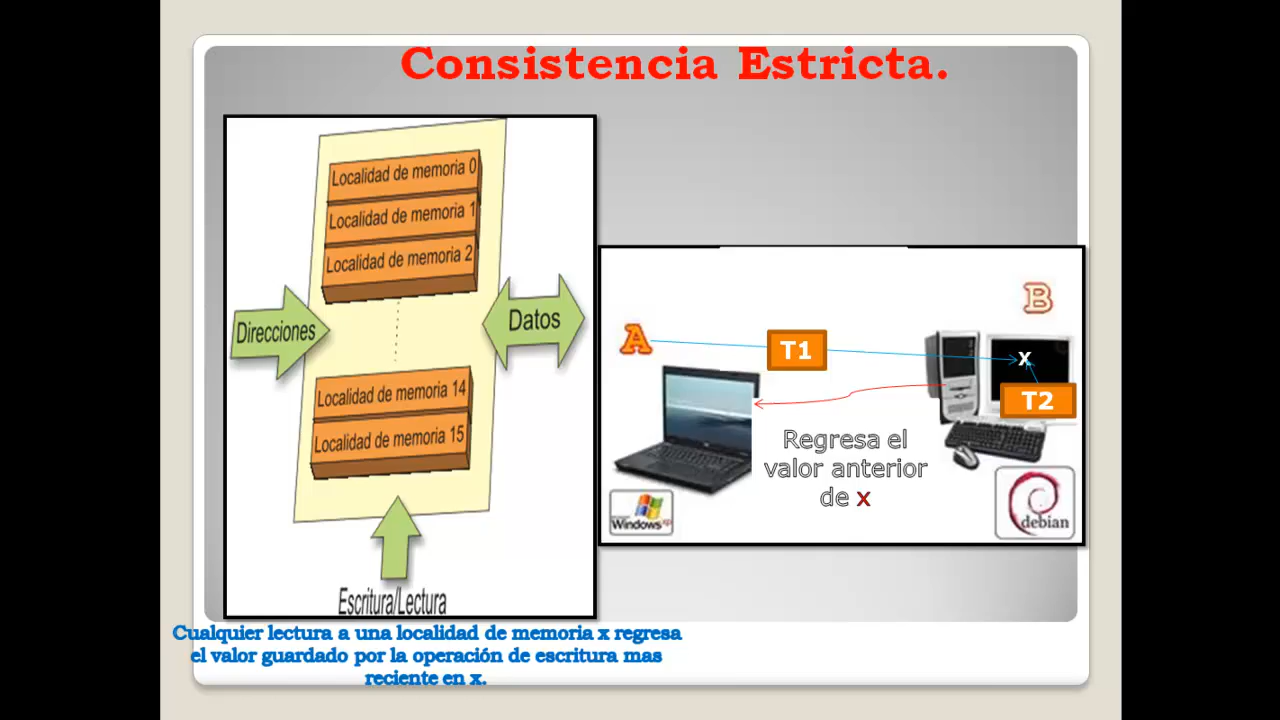 Consistencia Estricta.
Localidad de memoria 0
Localidad de memoria 1
Localidad de memoria 2
Direcciones
Datos
Localidad de memoria 14
Localidad de memoria 15
Escritura/Lectura
A
T1
B
x
T2
Regresa el
valor anterior
de x
Windows xp
debian
Cualquier lectura a una localidad de memoria x regresa
el valor guardado por la operación de escritura mas
reciente en x.